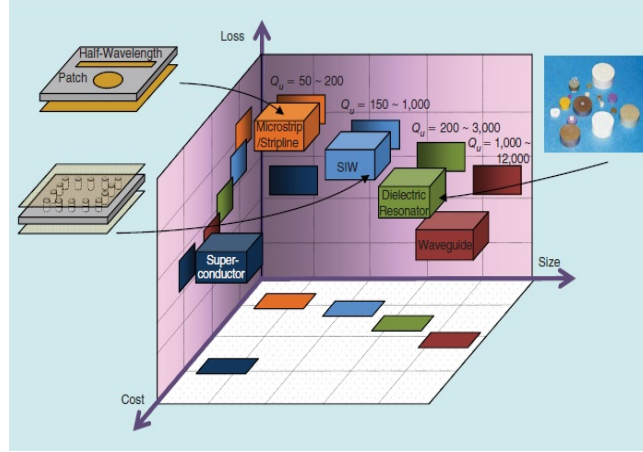 Half-Wavelength
Patch
Loss
Qu = 50 ~ 200
Microstrip
/Stripline
Qu = 150 ~ 1,000
SIW
Qu = 200 ~ 3,000
Qu = 1,000 ~
12,000
Dielectric
Resonator
Waveguide
Super-
conductor
Size
Cost